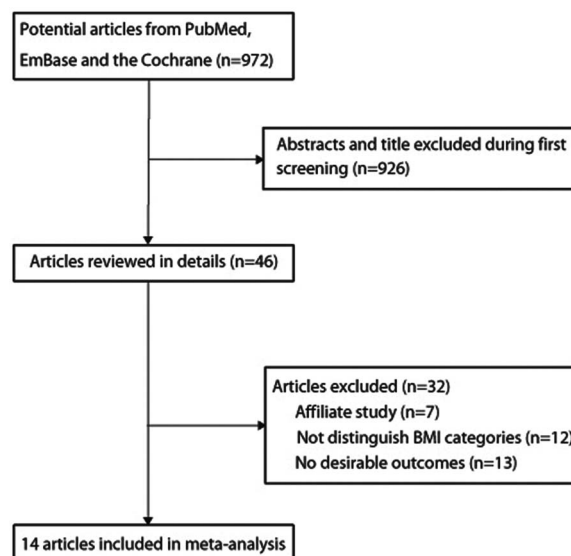 Potential articles from PubMed,
EmBase and the Cochrane (n=972)
Abstracts and title excluded during first
screening (n=926)
Articles reviewed in details (n=46)
Articles excluded (n=32)
Affiliate study (n=7)
Not distinguish BMI categories (n=12)
No desirable outcomes (n=13)
14 articles included in meta-analysis